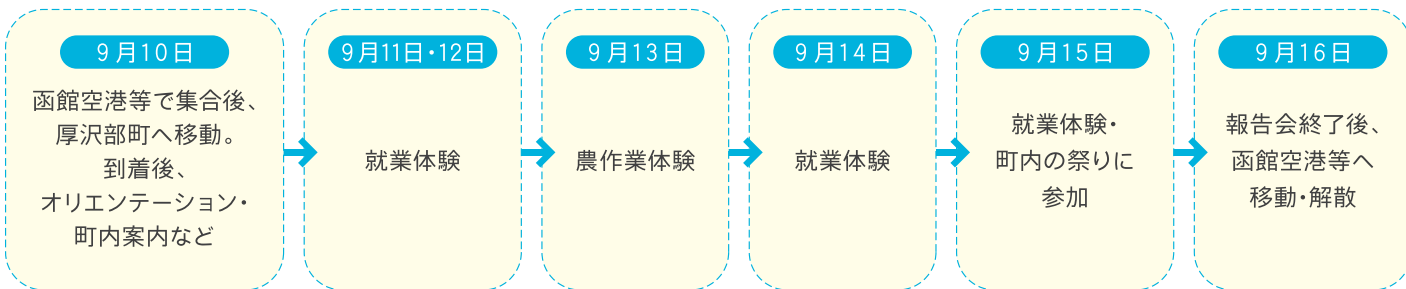 9月10日
函館空港等で集合後、
厚沢部町へ移動。
到着後、
オリエンテーション・
町内案内など
9月11日・12日
就業体験
9月13日
農作業体験
9月14日
就業体験
9月15日
就業体験・
町内の祭りに
参加
9月16日
報告会終了後、
函館空港等へ
移動・解散